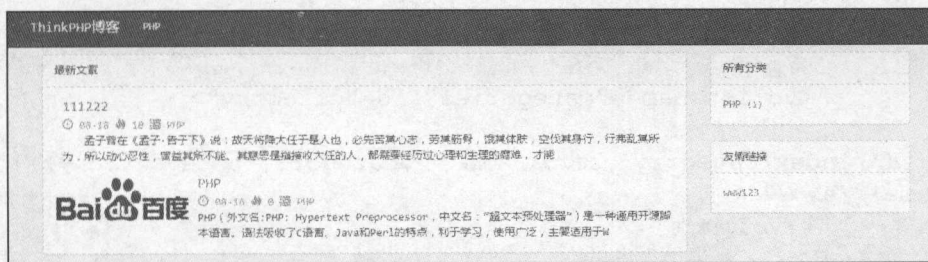 ThinkPHP博客 PHP
最新文章
111222
08-18 10 PHP
孟子曾在《孟子·告子下》说：故天将降大任于是人也，必先苦其心志，劳其筋骨，饿其体肤，空伐其身行，行弗乱其所
为，所以动心忍性，曾益其所不能。其意思是指接收大任的人，都需要经历过心理和生理的磨难，才能
Bai du 百度
PHP
08-18 0 PHP
PHP（外文名:PHP: Hypertext Preprocessor，中文名：“超文本预处理器”）是一种通用开源脚
本语言。语法吸收了C语言、Java和Perl的特点，利于学习，使用广泛，主要适用于W
所有分类
PHP (1)
友情链接
www123